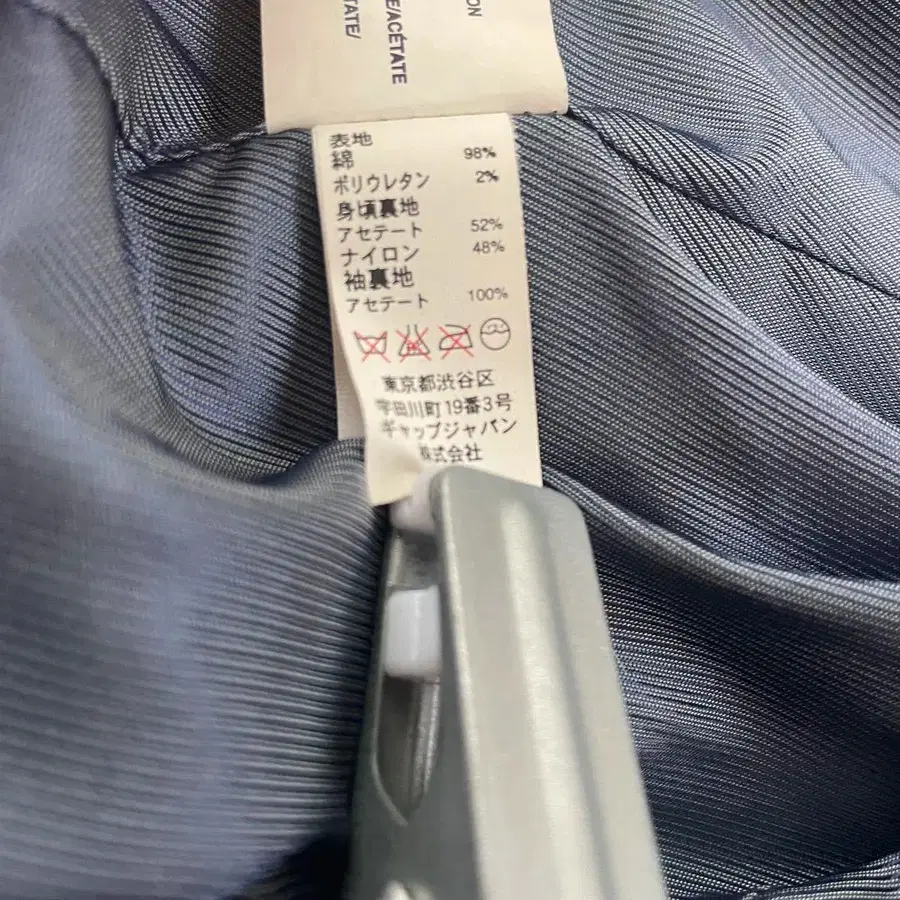 ON
E/ACÉTATE
TATE/
表地
綿 98%
ポリウレタン 2%
身頃裏地
アセテート 52%
ナイロン 48%
袖裏地
アセテート 100%
東京都渋谷区
宇田川町19番3号
ギャップジャパン
株式会社